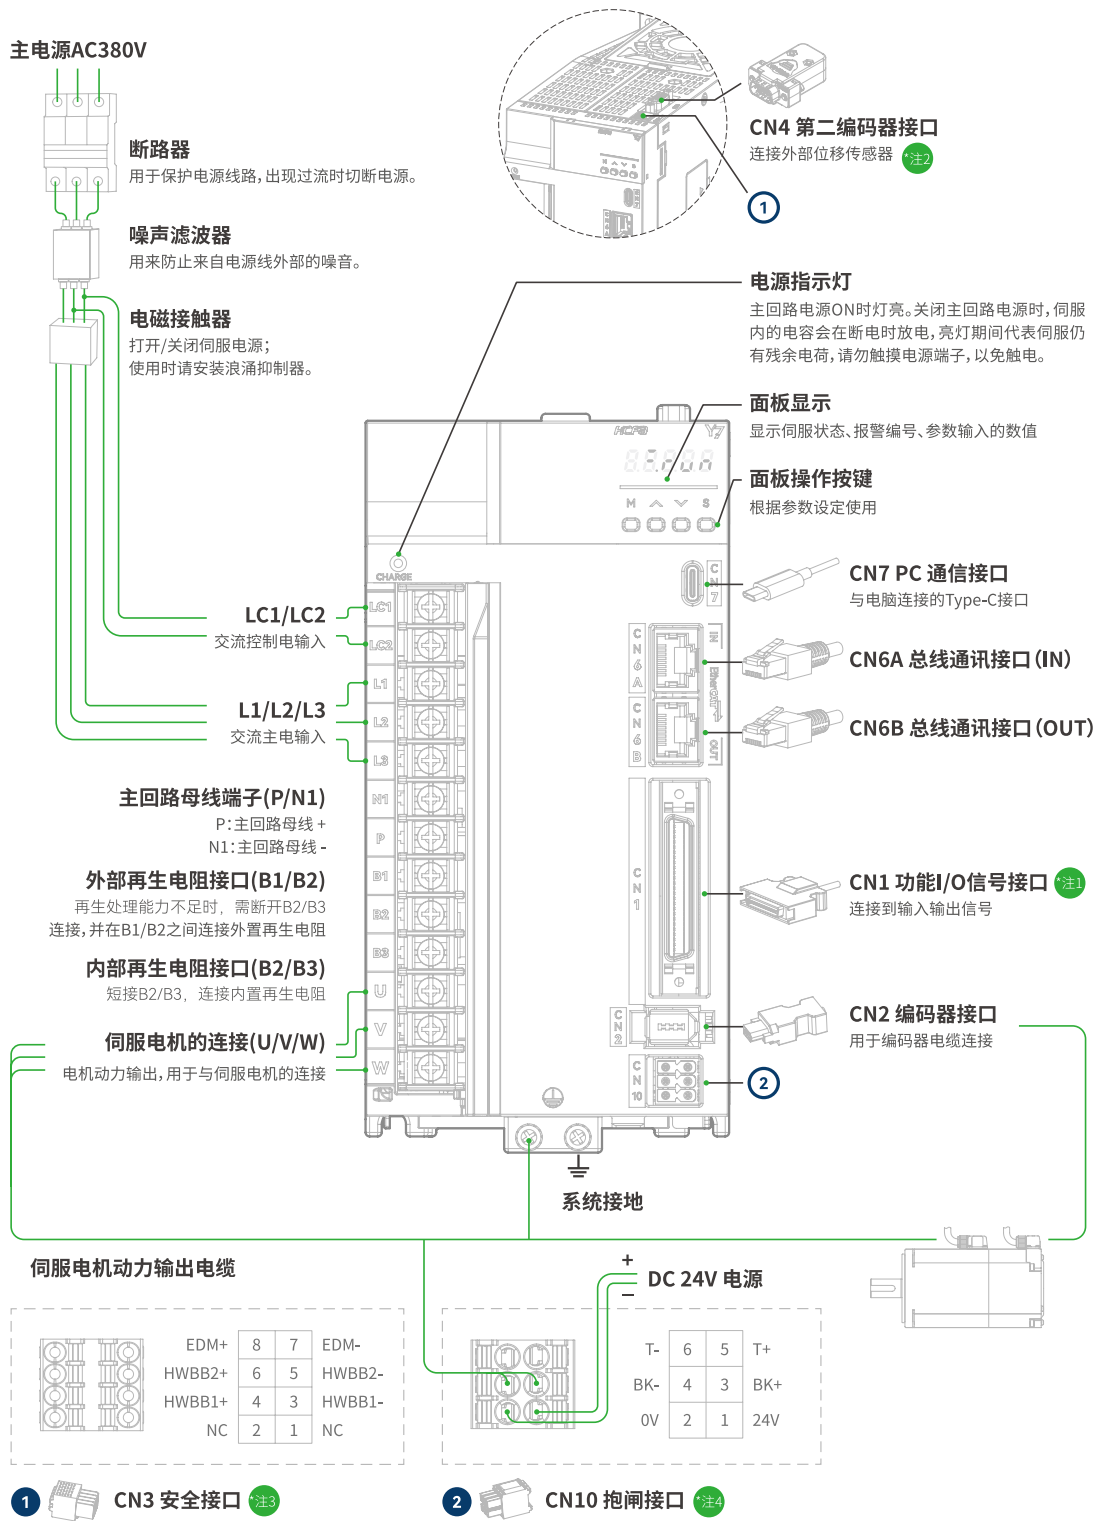 主电源AC380V
断路器
用于保护电源线路,出现过流时切断电源。
噪声滤波器
用来防止来自电源线外部的噪音。
电磁接触器
打开/关闭伺服电源;
使用时请安装浪涌抑制器。
CN4 第二编码器接口
连接外部位移传感器 *注2
1
电源指示灯
主回路电源ON时灯亮。关闭主回路电源时,伺服
内的电容会在断电时放电,亮灯期间代表伺服仍
有残余电荷,请勿触摸电源端子,以免触电。
面板显示
显示伺服状态、报警编号、参数输入的数值
面板操作按键
根据参数设定使用
HCFA
Y7
run
M
S
CHARGE
LC1
LC2
L1
L2
L3
N1
P
B1
B2
B3
U
V
W
CN7
CN6A
IN
EtherCAT
CN6B
OUT
CN1
CN2
CN10
CN7 PC 通信接口
与电脑连接的Type-C接口
CN6A 总线通讯接口(IN)
CN6B 总线通讯接口(OUT)
CN1 功能I/O信号接口 *注1
连接到输入输出信号
CN2 编码器接口
用于编码器电缆连接
2
LC1/LC2
交流控制电输入
L1/L2/L3
交流主电输入
主回路母线端子(P/N1)
P:主回路母线 +
N1:主回路母线 -
外部再生电阻接口(B1/B2)
再生处理能力不足时,需断开B2/B3
连接,并在B1/B2之间连接外置再生电阻
内部再生电阻接口(B2/B3)
短接B2/B3,连接内置再生电阻
伺服电机的连接(U/V/W)
电机动力输出,用于与伺服电机的连接
系统接地
伺服电机动力输出电缆
+
DC 24V 电源
−
EDM+ 8 7 EDM-
HWBB2+ 6 5 HWBB2-
HWBB1+ 4 3 HWBB1-
NC 2 1 NC
T- 6 5 T+
BK- 4 3 BK+
0V 2 1 24V
1 CN3 安全接口 *注3
2 CN10 抱闸接口 *注4